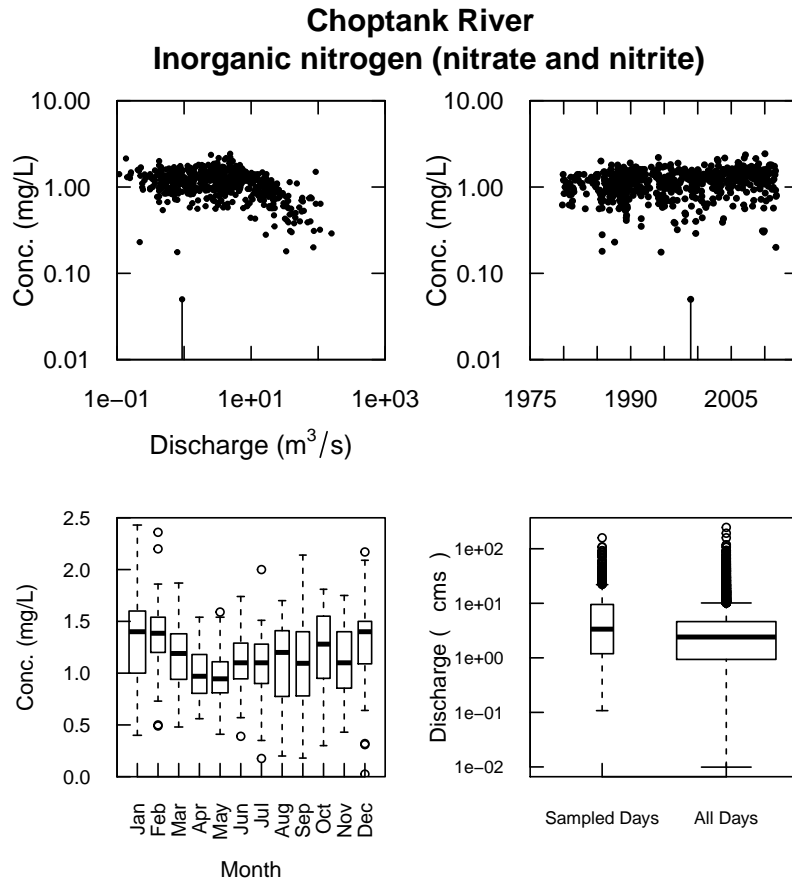 Choptank River
Inorganic nitrogen (nitrate and nitrite)
10.00
1.00
0.10
0.01
Conc. (mg/L)
1e−01 1e+01 1e+03
Discharge (m³/s)
10.00
1.00
0.10
0.01
Conc. (mg/L)
1975 1990 2005
2.5
2.0
1.5
1.0
0.5
0.0
Conc. (mg/L)
Jan Feb Mar Apr May Jun Jul Aug Sep Oct Nov Dec
Month
1e+02
1e+01
1e+00
1e−01
1e−02
Discharge ( cms )
Sampled Days All Days